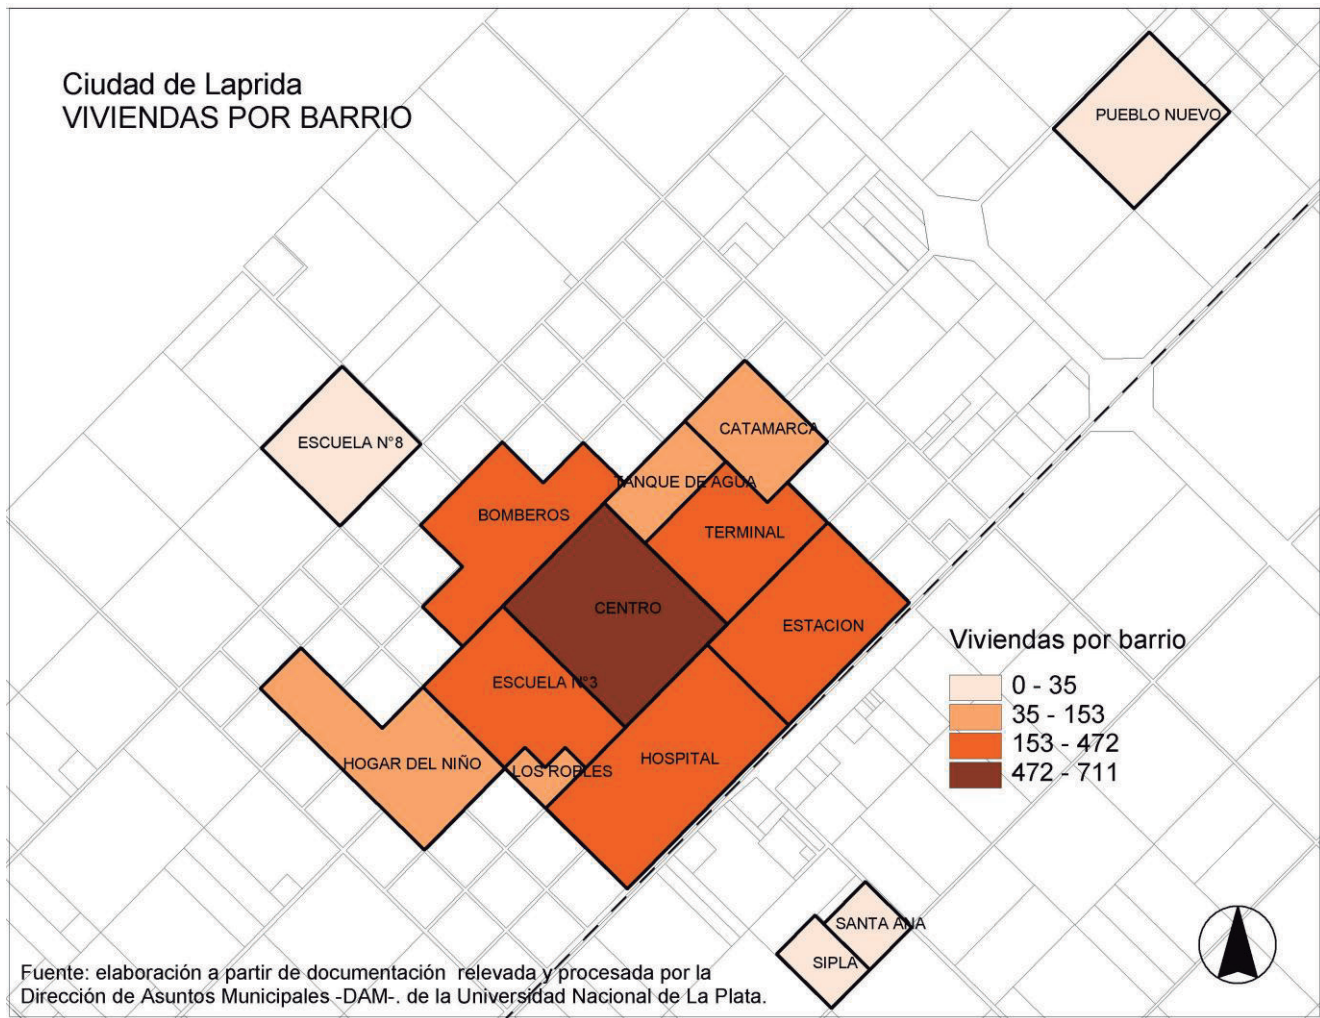 Ciudad de Laprida
VIVIENDAS POR BARRIO
PUEBLO NUEVO
CATAMARCA
ESCUELA N°8
TANQUE DE AGUA
BOMBEROS
TERMINAL
CENTRO
ESTACION
ESCUELA N°3
HOSPITAL
HOGAR DEL NIÑO
LOS ROBLES
Viviendas por barrio
0 - 35
35 - 153
153 - 472
472 - 711
SANTA ANA
SIPLA
Fuente: elaboración a partir de documentación relevada y procesada por la
Dirección de Asuntos Municipales -DAM-. de la Universidad Nacional de La Plata.